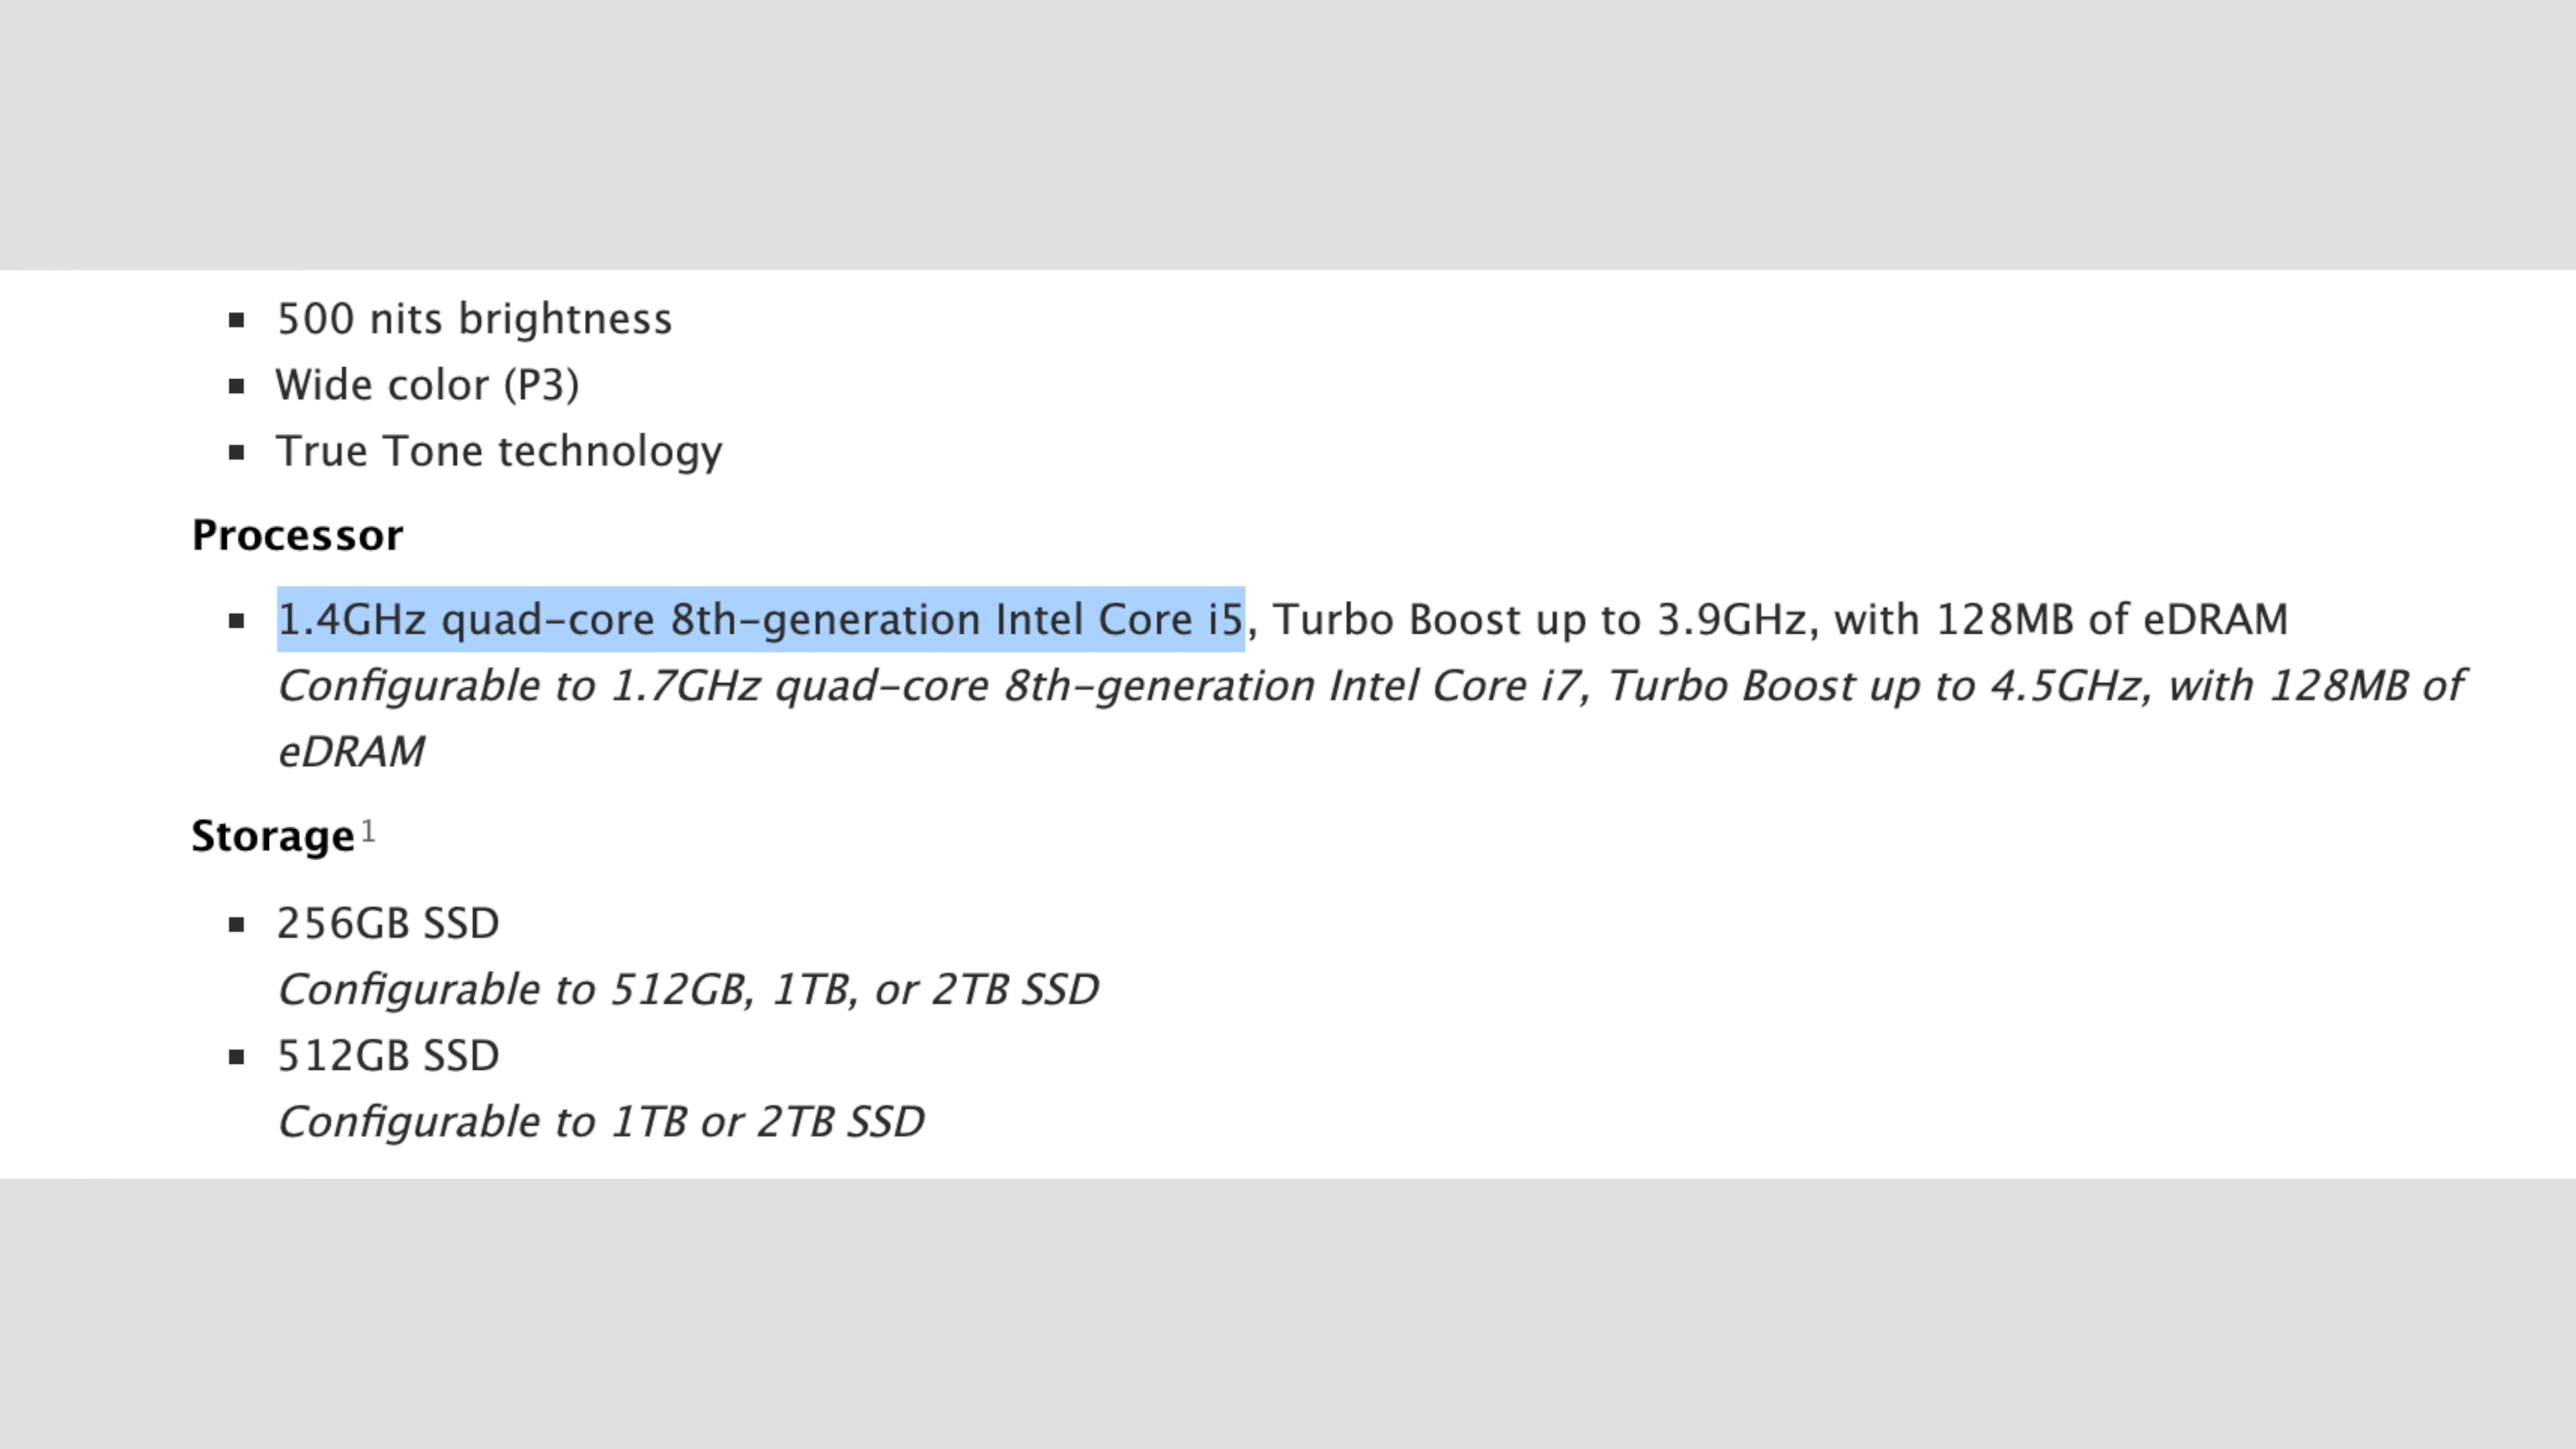 500 nits brightness
Wide color (P3)
True Tone technology
Processor
1.4GHz quad-core 8th-generation Intel Core i5, Turbo Boost up to 3.9GHz, with 128MB of eDRAM
Configurable to 1.7GHz quad-core 8th-generation Intel Core i7, Turbo Boost up to 4.5GHz, with 128MB of
eDRAM
Storage1
256GB SSD
Configurable to 512GB, 1TB, or 2TB SSD
512GB SSD
Configurable to 1TB or 2TB SSD